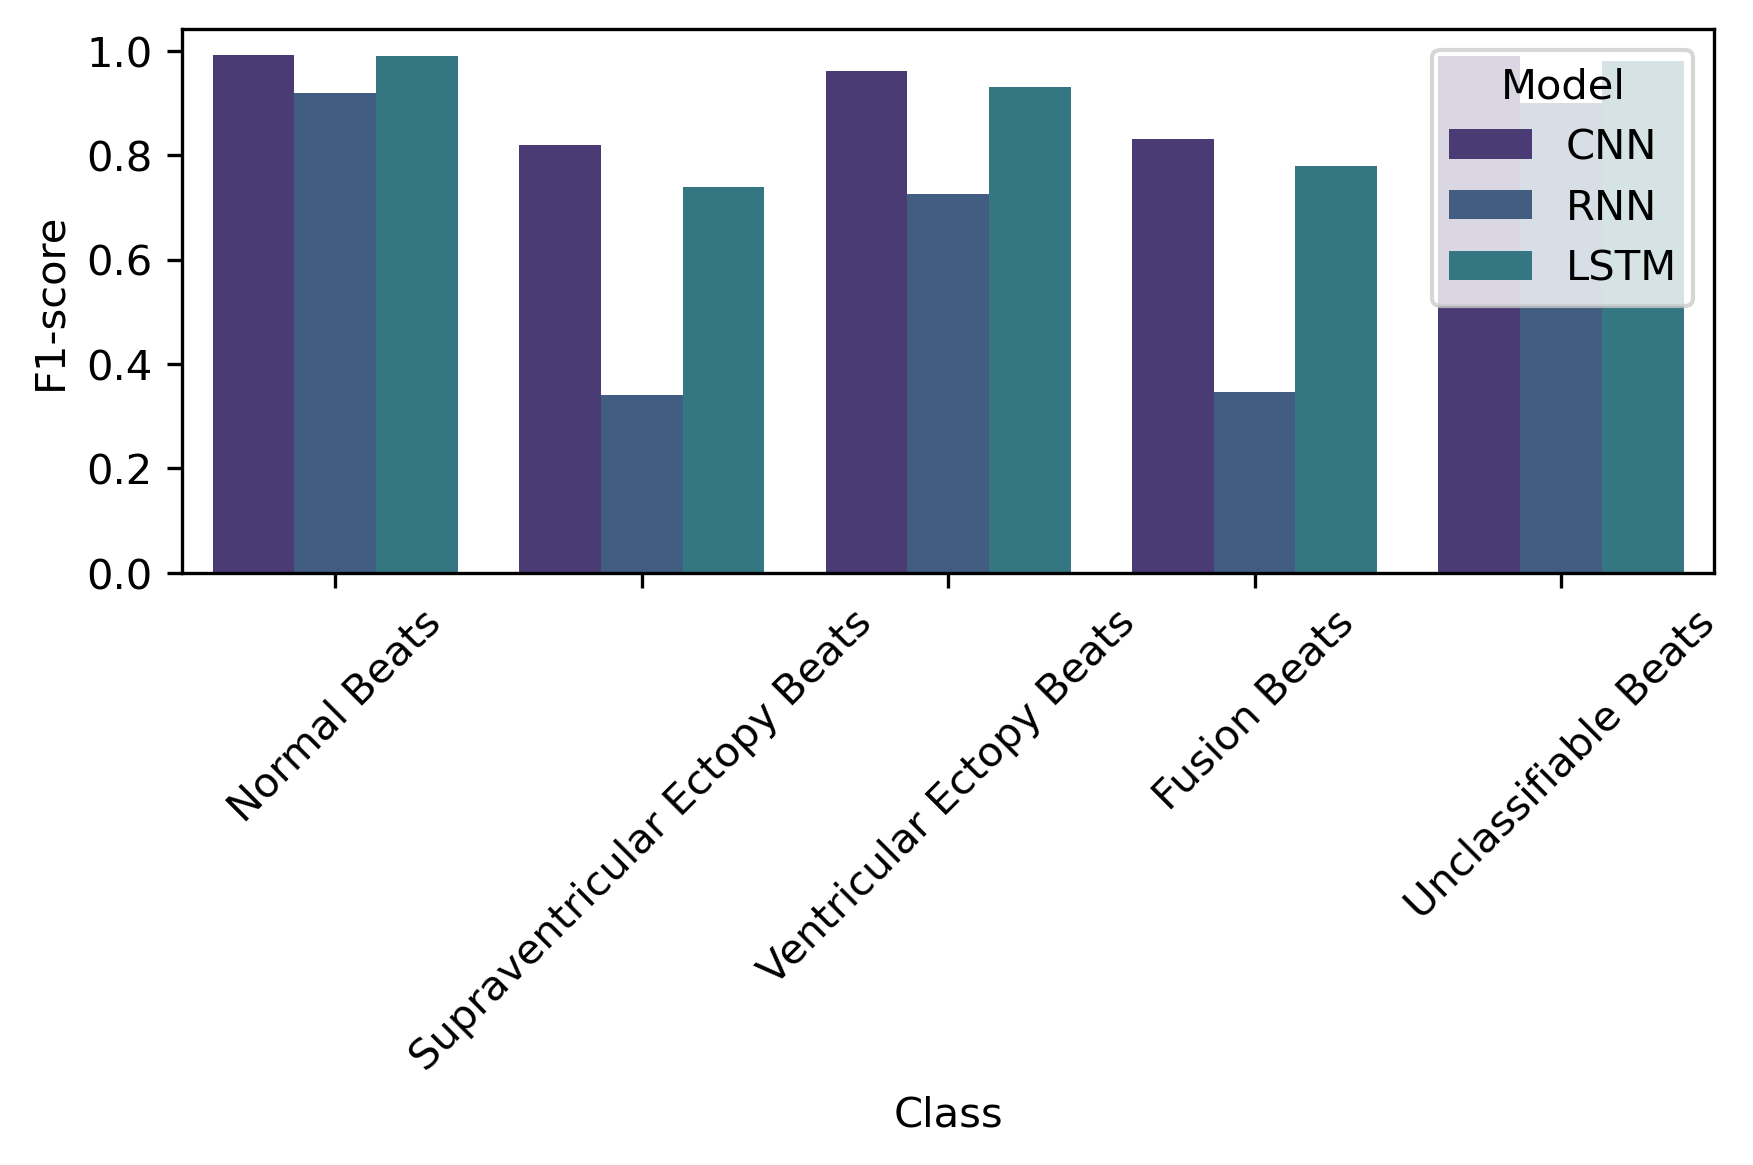 F1-score
1.0
0.8
0.6
0.4
0.2
0.0
Model
CNN
RNN
LSTM
Normal Beats
Supraventricular Ectopy Beats
Ventricular Ectopy Beats
Fusion Beats
Unclassifiable Beats
Class